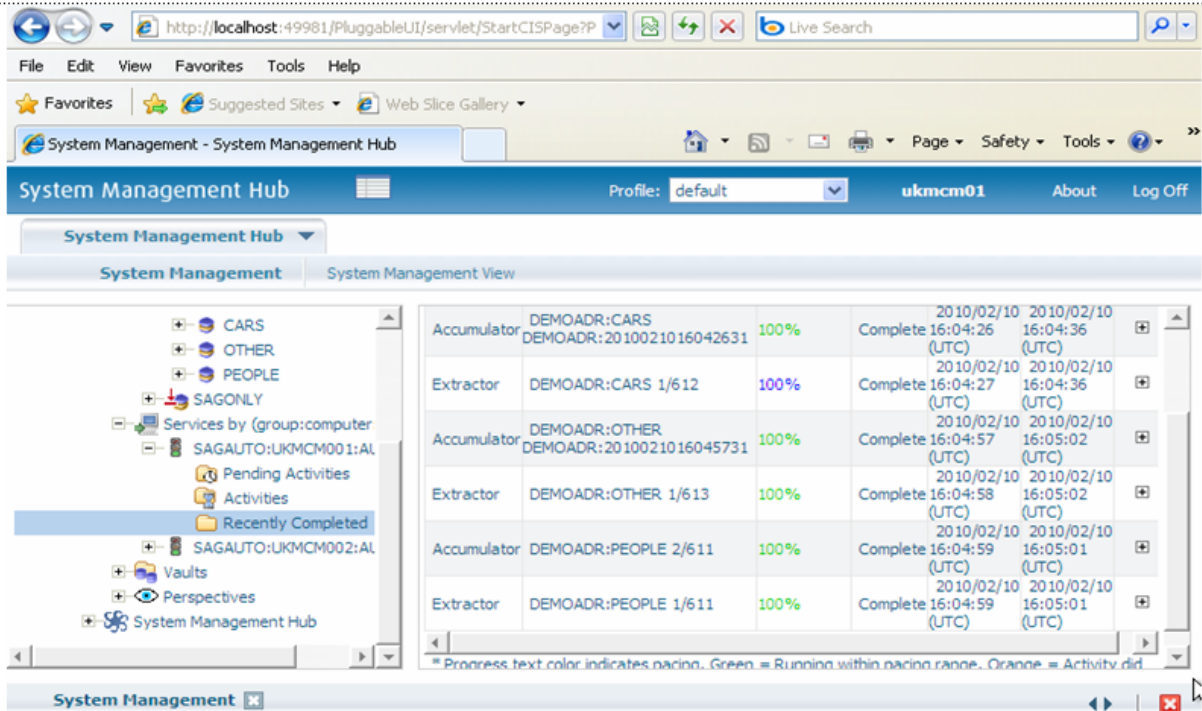 http://localhost:49981/PluggableUI/servlet/StartCISPage?P
Live Search
File Edit View Favorites Tools Help
Favorites Suggested Sites Web Slice Gallery
System Management - System Management Hub
Page Safety Tools
System Management Hub
Profile: default
ukmcm01
About
Log Off
System Management Hub
System Management
System Management View
CARS
OTHER
PEOPLE
SAGONLY
Services by (group:computer
SAGAUTO:UKMCM001:AU
Pending Activities
Activities
Recently Completed
SAGAUTO:UKMCM002:AU
Vaults
Perspectives
System Management Hub
2010/02/10 2010/02/10
Accumulator DEMOADR:CARS 100% Complete 16:04:26 16:04:36
DEMOADR:2010021016042631
(UTC) (UTC)
2010/02/10 2010/02/10
Extractor DEMOADR:CARS 1/612 100% Complete 16:04:27 16:04:36
(UTC) (UTC)
2010/02/10 2010/02/10
Accumulator DEMOADR:OTHER 100% Complete 16:04:57 16:05:02
DEMOADR:2010021016045731
(UTC) (UTC)
2010/02/10 2010/02/10
Extractor DEMOADR:OTHER 1/613 100% Complete 16:04:58 16:05:02
(UTC) (UTC)
2010/02/10 2010/02/10
Accumulator DEMOADR:PEOPLE 2/611 100% Complete 16:04:59 16:05:01
(UTC) (UTC)
2010/02/10 2010/02/10
Extractor DEMOADR:PEOPLE 1/611 100% Complete 16:04:59 16:05:01
(UTC) (UTC)
* Progress text color indicates pacing. Green = Running within pacing range. Orange = Activity did
System Management